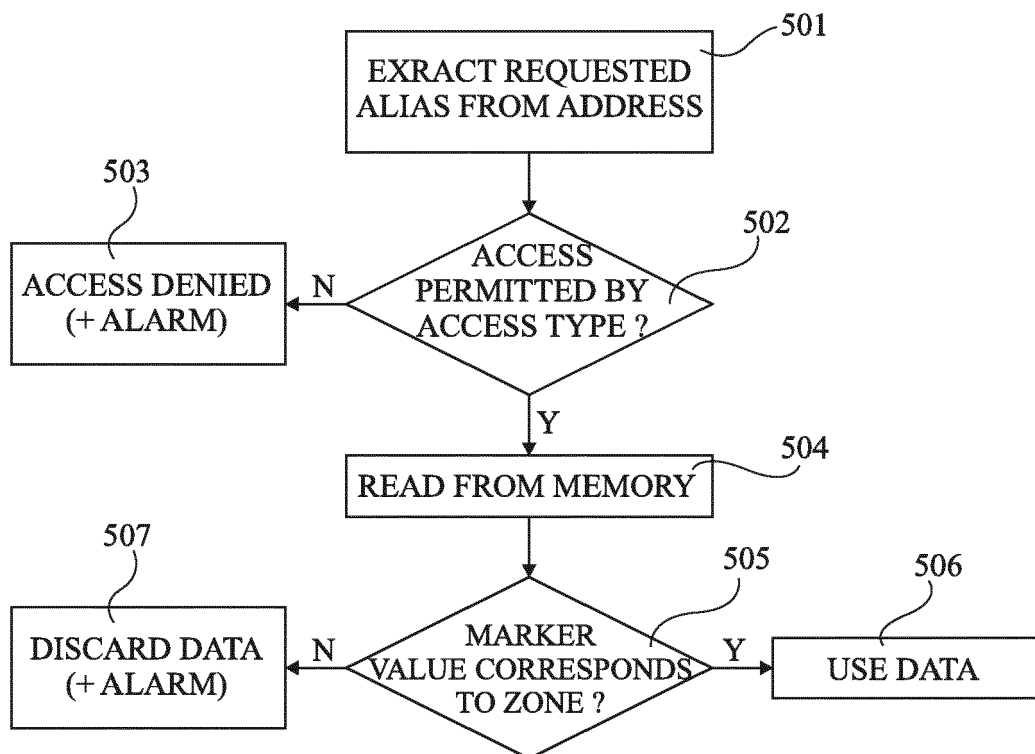 501
EXRACT REQUESTED
ALIAS FROM ADDRESS
503
502
ACCESS DENIED
(+ ALARM)
N
ACCESS
PERMITTED BY
ACCESS TYPE ?
Y
504
READ FROM MEMORY
507
505
506
DISCARD DATA
(+ ALARM)
N
MARKER
VALUE CORRESPONDS
TO ZONE ?
Y
USE DATA